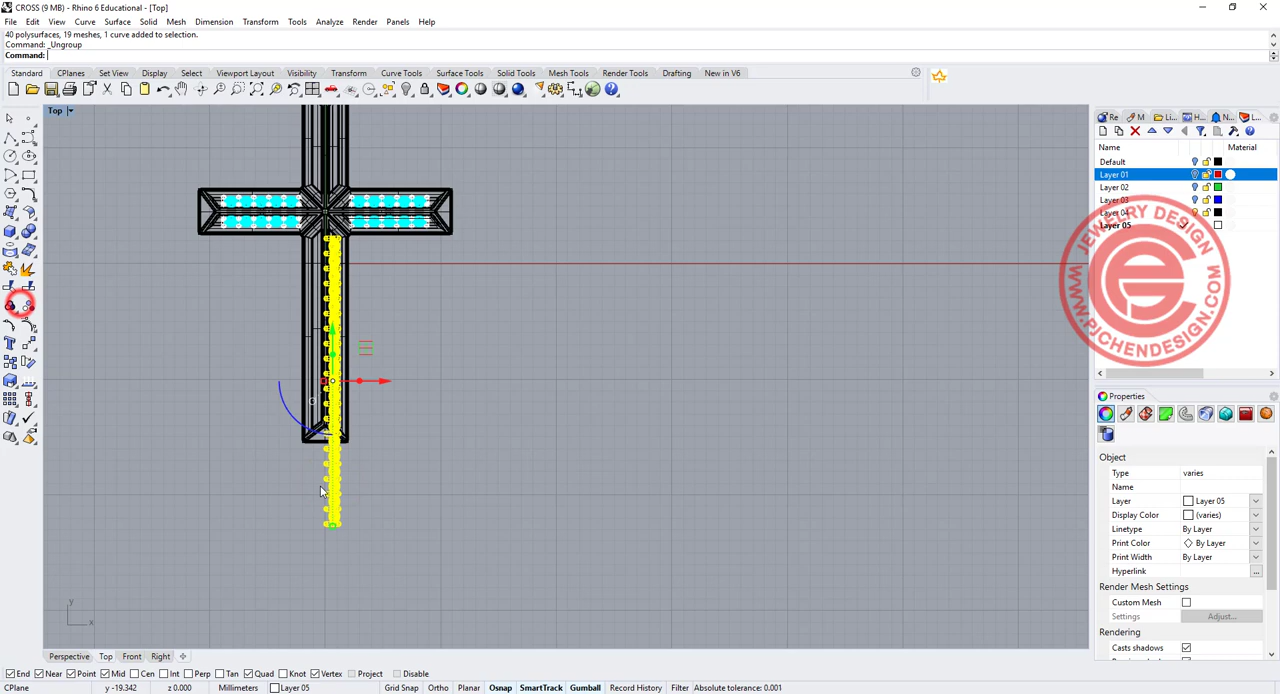 CROSS (9 MB) - Rhino 6 Educational - [Top]
File Edit View Curve Surface Solid Mesh Dimension Transform Tools Analyze Render Panels Help
40 polysurfaces, 19 meshes, 1 curve added to selection.
Command: _Ungroup
Command:
Standard CPlanes Set View Display Select Viewport Layout Visibility Transform Curve Tools Surface Tools Solid Tools Mesh Tools Render Tools Drafting New in V6
Top
Re M Li... H... N... L...
Name Material
Default
Layer 01
Layer 02
Layer 03
Layer 04
Layer 05
JEWELRY DESIGN
WWW.PJCHENDESIGN.COM
Properties
Object
Type varies
Name
Layer Layer 05
Display Color (varies)
Linetype By Layer
Print Color By Layer
Print Width By Layer
Hyperlink ...
Render Mesh Settings
Custom Mesh
Settings Adjust...
Rendering
Casts shadows
y
x
Perspective Top Front Right
End Near Point Mid Cen Int Perp Tan Quad Knot Vertex Project Disable
CPlane y -19.342 z 0.000 Millimeters Layer 05 Grid Snap Ortho Planar Osnap SmartTrack Gumball Record History Filter Absolute tolerance: 0.001